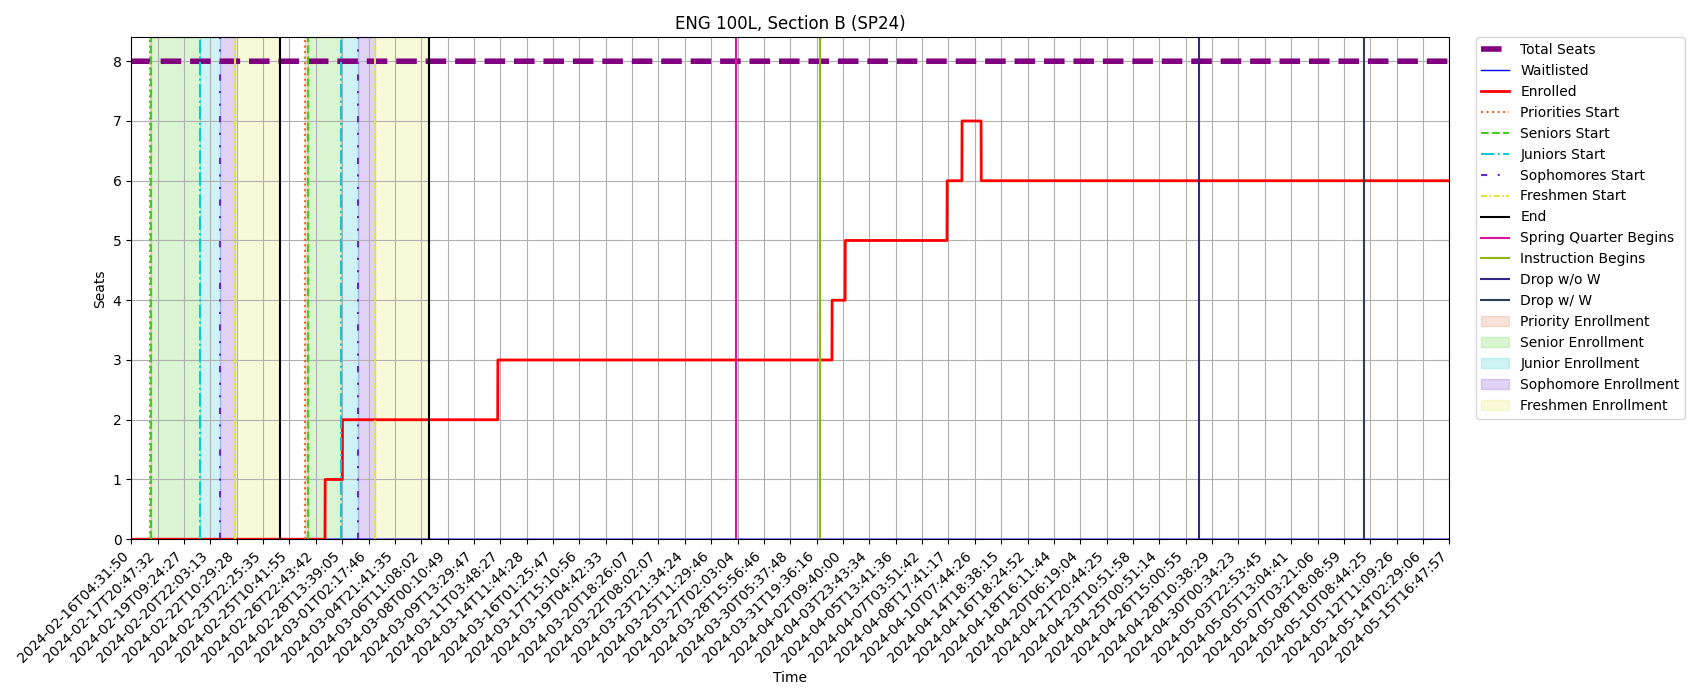 ENG 100L, Section B (SP24)
Seats
8
7
6
5
4
3
2
1
0
2024-02-16T04:31:50
2024-02-17T20:47:32
2024-02-19T09:24:27
2024-02-20T22:03:13
2024-02-22T10:29:28
2024-02-23T22:25:35
2024-02-25T10:41:55
2024-02-26T22:43:42
2024-02-28T13:39:05
2024-03-01T02:17:46
2024-03-04T21:41:35
2024-03-06T11:08:02
2024-03-08T00:10:49
2024-03-09T13:29:47
2024-03-11T03:48:27
2024-03-14T11:44:28
2024-03-16T01:25:47
2024-03-17T15:10:56
2024-03-19T04:42:33
2024-03-20T18:26:07
2024-03-22T08:02:07
2024-03-23T21:34:24
2024-03-25T11:29:46
2024-03-27T02:03:04
2024-03-28T15:56:46
2024-03-30T05:37:48
2024-03-31T19:36:16
2024-04-02T09:40:00
2024-04-03T23:43:34
2024-04-05T13:41:36
2024-04-07T03:51:42
2024-04-08T17:41:17
2024-04-10T07:44:26
2024-04-14T18:38:15
2024-04-16T18:24:52
2024-04-18T16:11:44
2024-04-20T06:19:04
2024-04-21T20:44:25
2024-04-23T10:51:58
2024-04-25T00:51:14
2024-04-26T15:00:55
2024-04-28T10:38:29
2024-04-30T00:34:23
2024-05-03T22:53:45
2024-05-05T13:04:41
2024-05-07T03:21:06
2024-05-08T18:08:59
2024-05-10T08:44:25
2024-05-12T11:09:26
2024-05-14T02:29:06
2024-05-15T16:47:57
Time
Total Seats
Waitlisted
Enrolled
Priorities Start
Seniors Start
Juniors Start
Sophomores Start
Freshmen Start
End
Spring Quarter Begins
Instruction Begins
Drop w/o W
Drop w/ W
Priority Enrollment
Senior Enrollment
Junior Enrollment
Sophomore Enrollment
Freshmen Enrollment